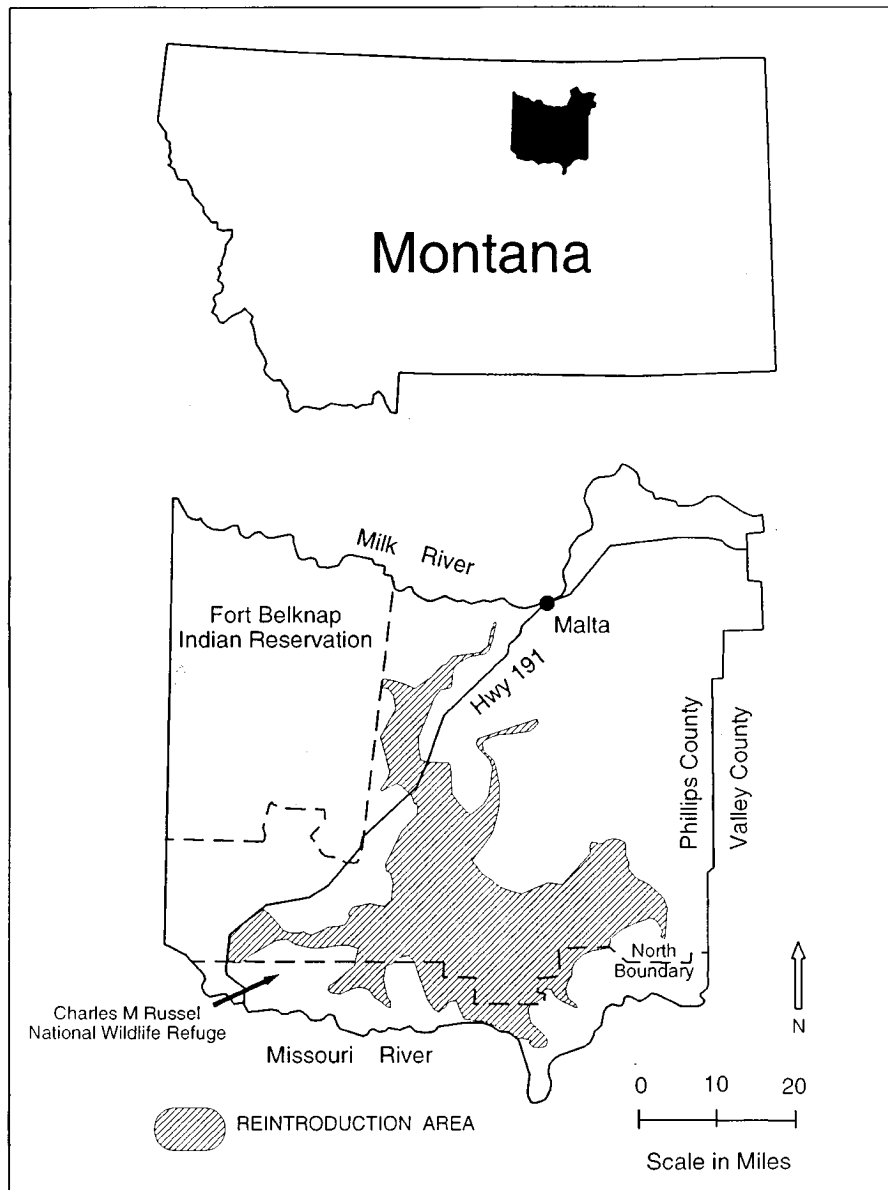 Montana
Milk River
Fort Belknap
Indian Reservation
Malta
Hwy 191
Phillips County
Valley County
North
Boundary
Charles M Russel
National Wildlife Refuge
Missouri River
N
0 10 20
REINTRODUCTION AREA
Scale in Miles